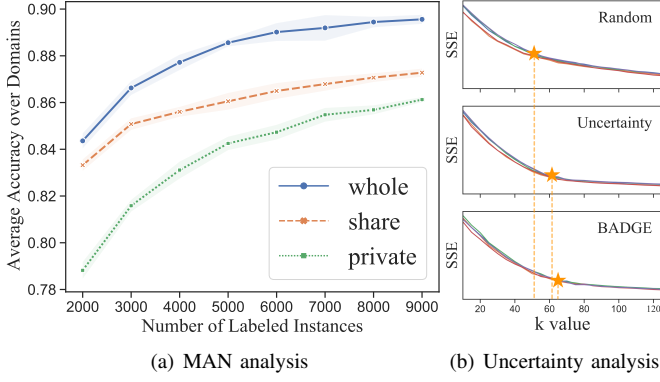 Average Accuracy over Domains
0.90
0.88
0.86
0.84
0.82
0.80
0.78
whole
share
private
2000 3000 4000 5000 6000 7000 8000 9000
Number of Labeled Instances
(a) MAN analysis
SSE
Random
SSE
Uncertainty
SSE
BADGE
20 40 60 80 100 120
k value
(b) Uncertainty analysis